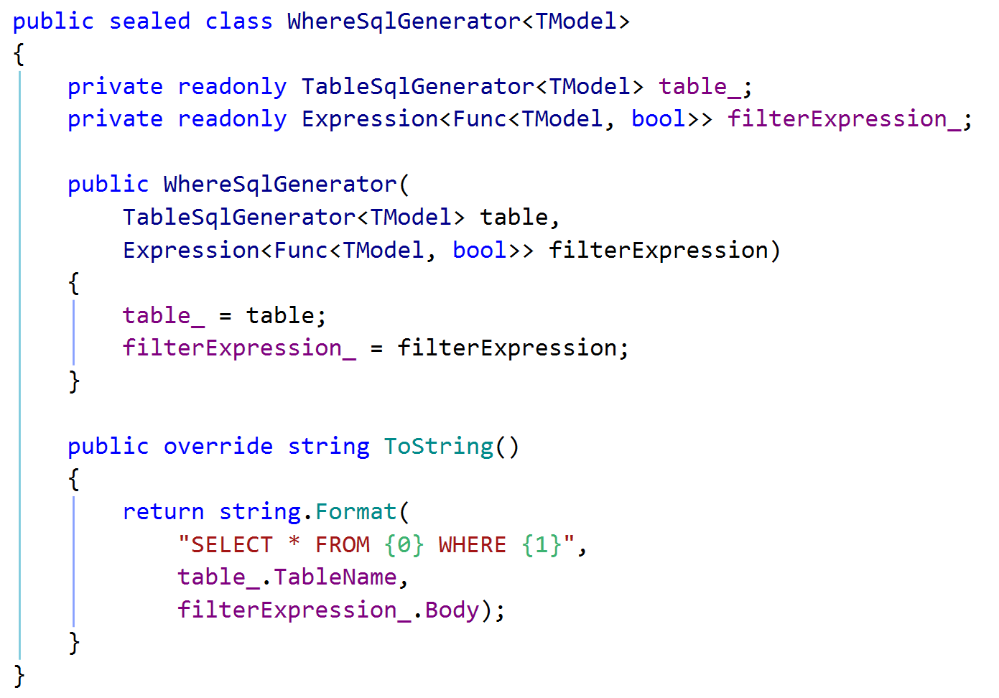 public sealed class WhereSqlGenerator<TModel>
{
    private readonly TableSqlGenerator<TModel> table_;
    private readonly Expression<Func<TModel, bool>> filterExpression_;

    public WhereSqlGenerator(
        TableSqlGenerator<TModel> table,
        Expression<Func<TModel, bool>> filterExpression)
    {
        table_ = table;
        filterExpression_ = filterExpression;
    }

    public override string ToString()
    {
        return string.Format(
            "SELECT * FROM {0} WHERE {1}",
            table_.TableName,
            filterExpression_.Body);
    }
}